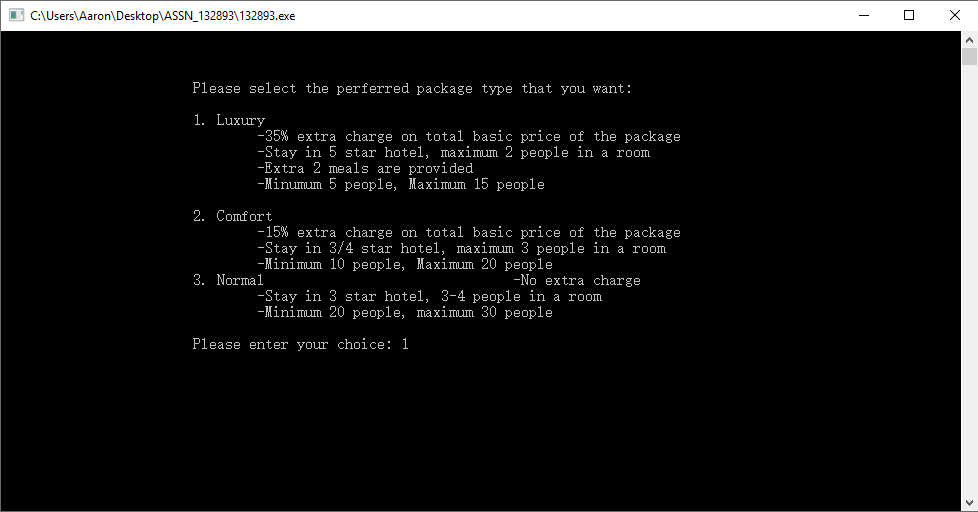 C:\Users\Aaron\Desktop\ASSN_132893\132893.exe
Please select the perferred package type that you want:
1. Luxury
-35% extra charge on total basic price of the package
-Stay in 5 star hotel, maximum 2 people in a room
-Extra 2 meals are provided
-Minumum 5 people, Maximum 15 people
2. Comfort
-15% extra charge on total basic price of the package
-Stay in 3/4 star hotel, maximum 3 people in a room
-Minimum 10 people, Maximum 20 people
3. Normal -No extra charge
-Stay in 3 star hotel, 3-4 people in a room
-Minimum 20 people, maximum 30 people
Please enter your choice: 1